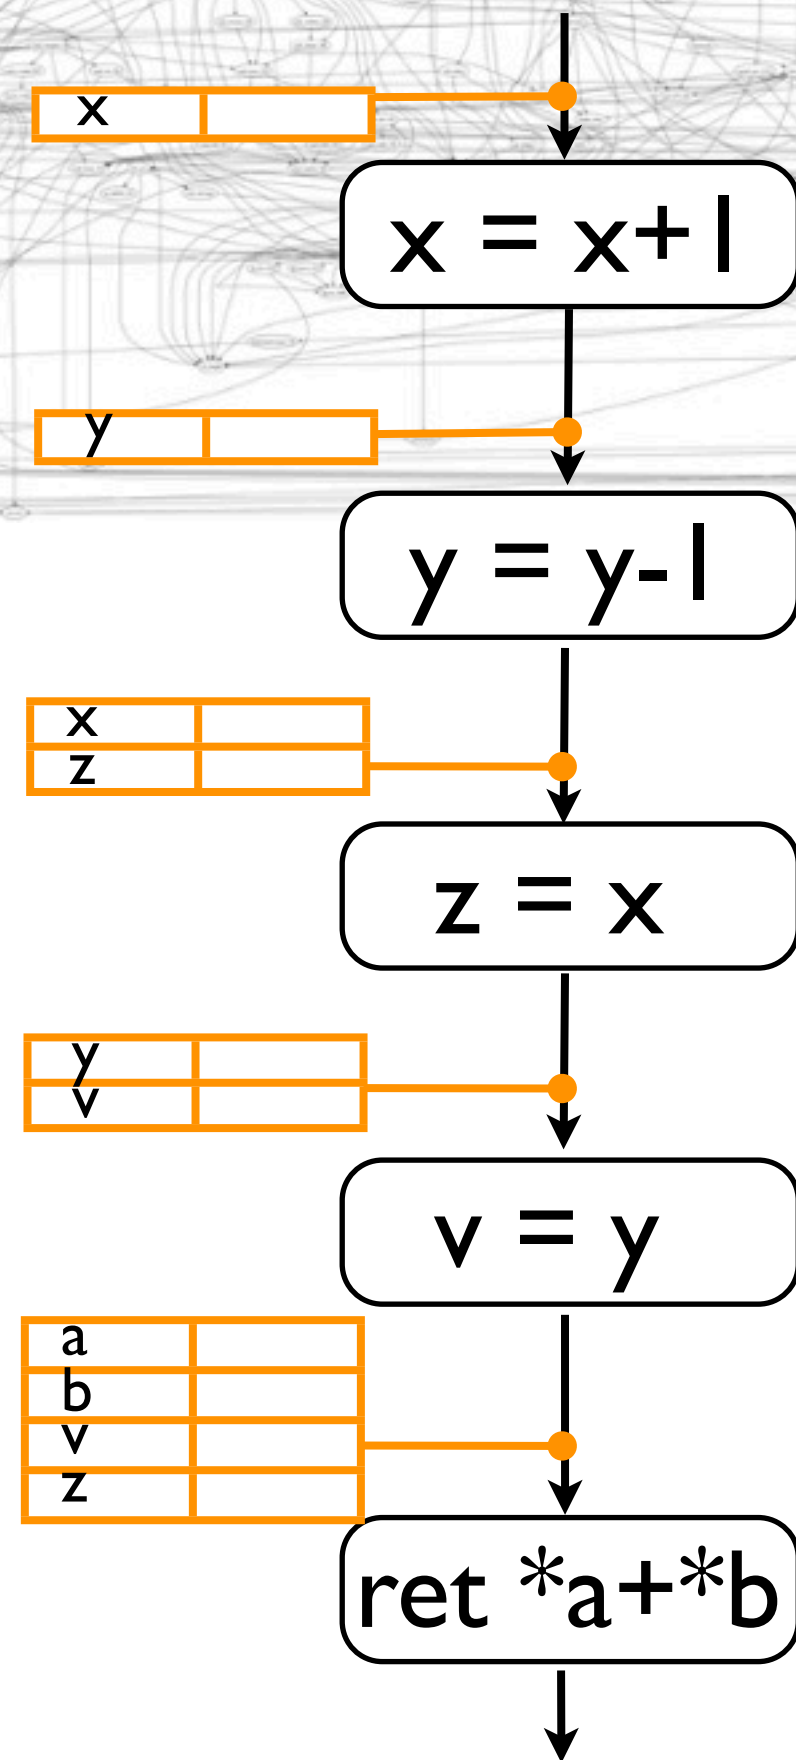 x
x = x+1
y
y = y-1
x
z
z = x
y
v
v = y
a
b
v
z
ret *a+*b